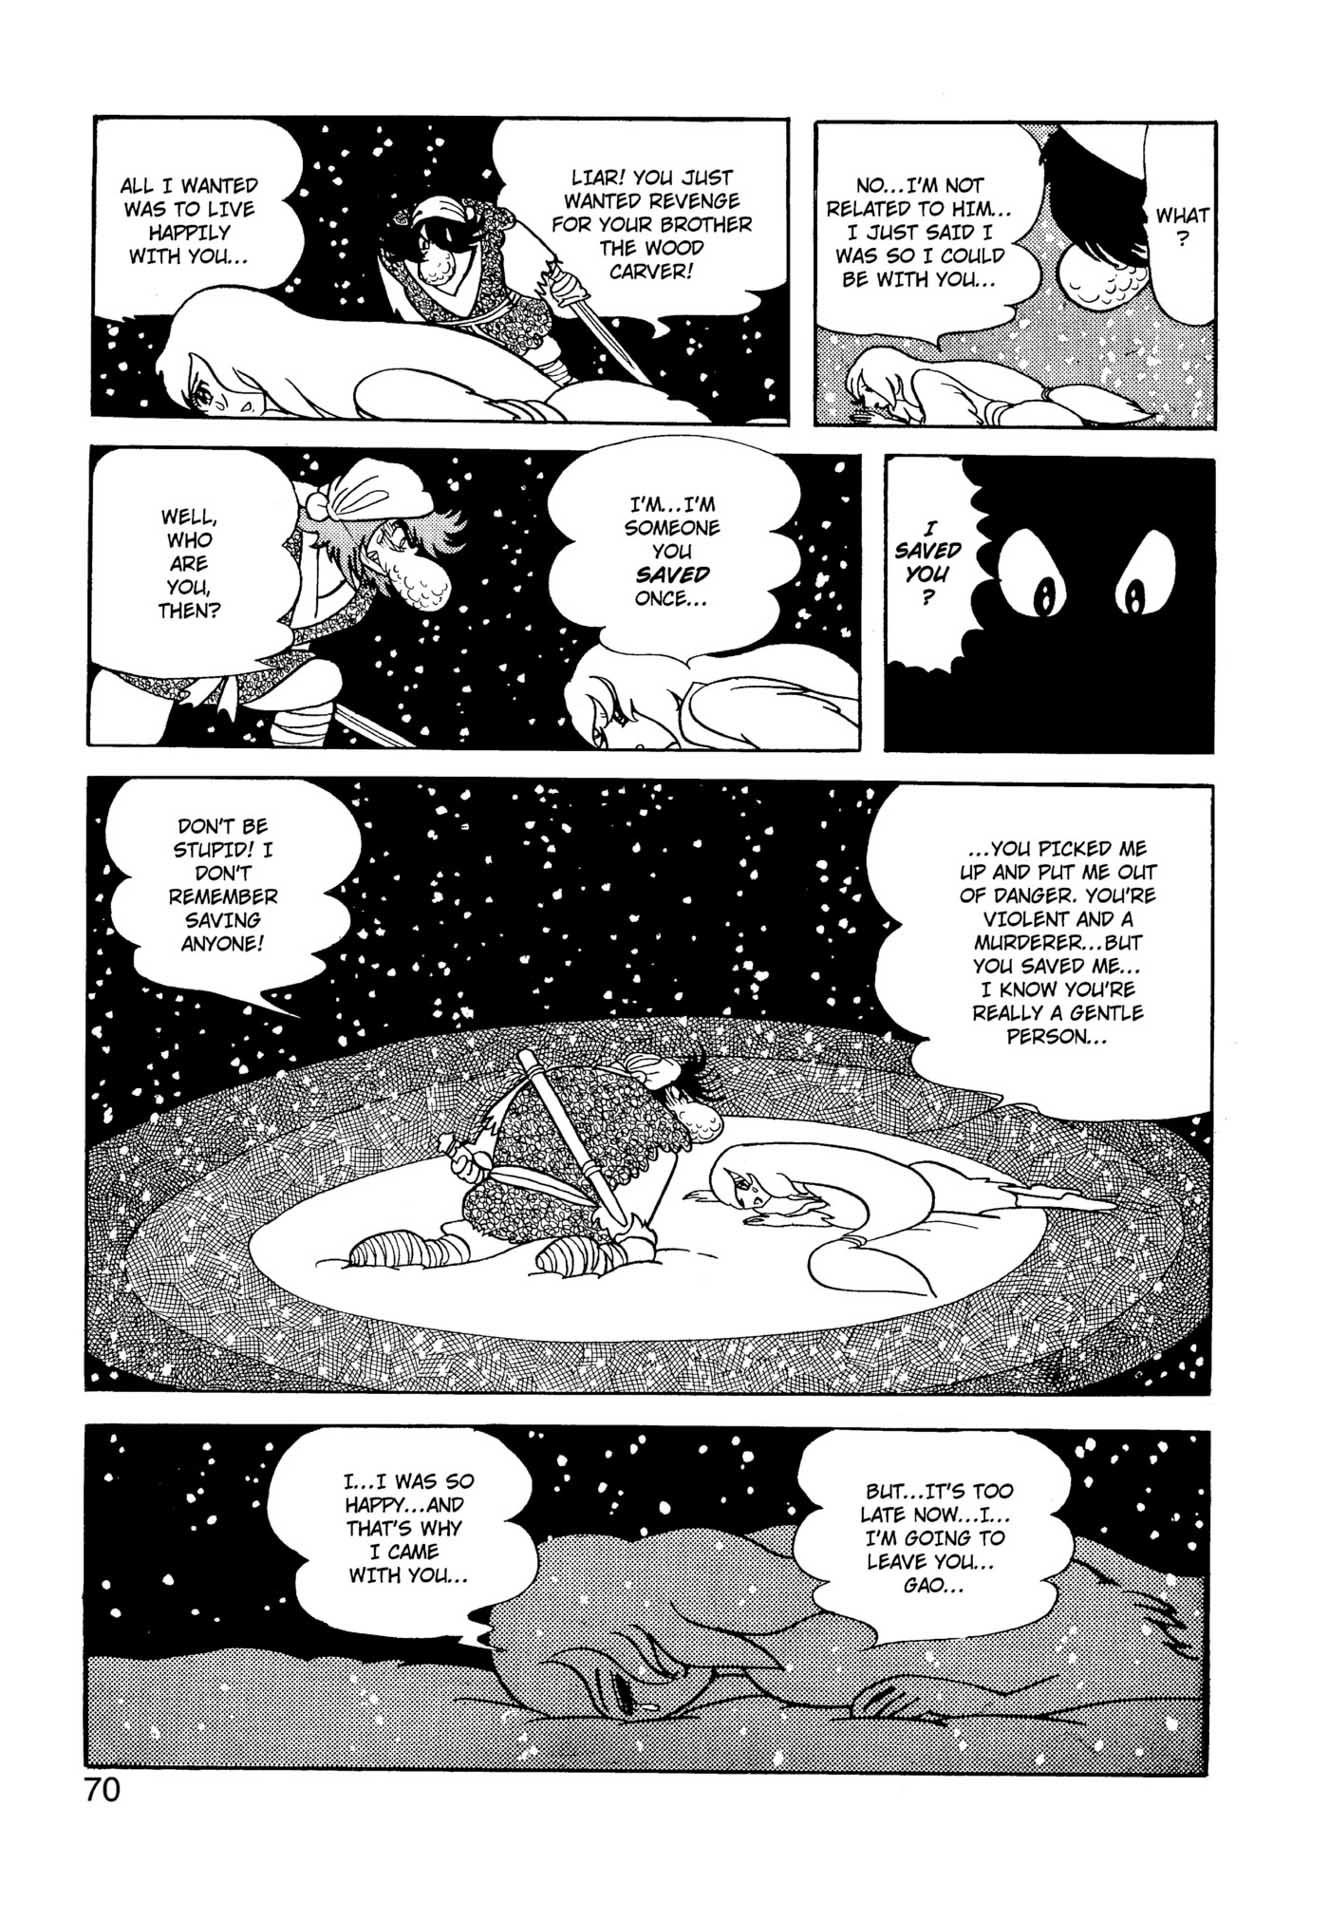 ALL I WANTED
WAS TO LIVE
HAPPILY
WITH YOU...
LIAR! YOU JUST
WANTED REVENGE
FOR YOUR BROTHER
THE WOOD
CARVER!
NO...I'M NOT
RELATED TO HIM...
I JUST SAID I
WAS SO I COULD
BE WITH YOU...
WHAT
?
WELL,
WHO
ARE
YOU,
THEN?
I'M...I'M
SOMEONE
YOU
SAVED
ONCE...
I
SAVED
YOU
?
DON'T BE
STUPID! I
DON'T
REMEMBER
SAVING
ANYONE!
...YOU PICKED ME
UP AND PUT ME OUT
OF DANGER. YOU'RE
VIOLENT AND A
MURDERER...BUT
YOU SAVED ME...
I KNOW YOU'RE
REALLY A GENTLE
PERSON...
I...I WAS SO
HAPPY...AND
THAT'S WHY
I CAME
WITH YOU...
BUT...IT'S TOO
LATE NOW...I...
I'M GOING TO
LEAVE YOU...
GAO...
70